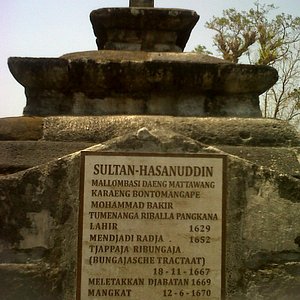 SULTAN-HASANUDDIN
MALLOMBASI DAENG MATTAWANG
KARAENG BONTOMANGAPE
MOHAMMAD BAKIR
TUMENANGA RIBALLA PANGKANA
LAHIR 1629
MENDJADI RADJA 1652
TJAPPAJA RIBUNGAJA
(BUNGAJASCHE TRACTAAT)
18-11-1667
MELETAKKAN DJABATAN 1669
MANGKAT 12-6-1670